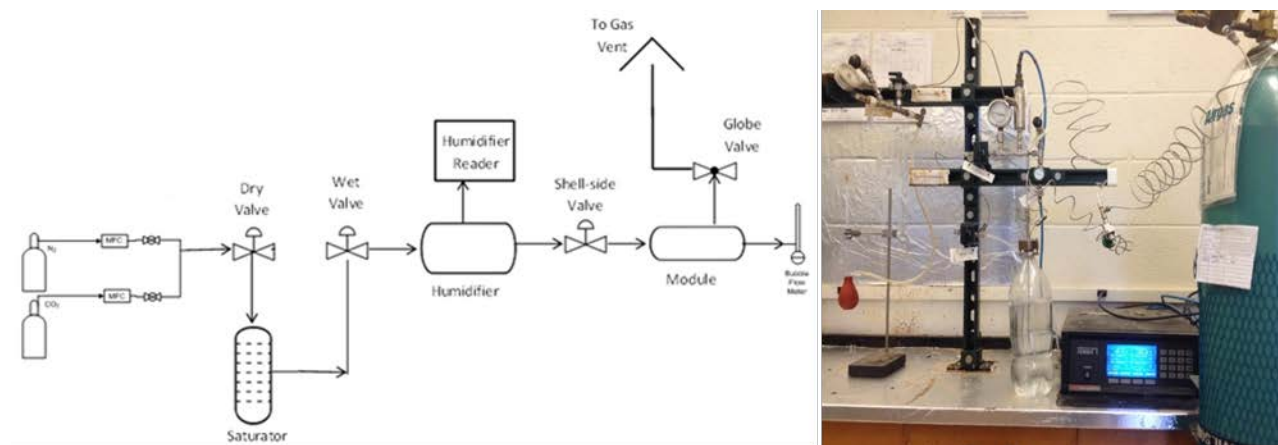 To Gas
Vent
Globe
Valve
Humidifier
Reader
Shell-side
Valve
Wet
Valve
Dry
Valve
N₂
MFC
CO₂
MFC
Humidifier
Module
Bubble
Flow
Meter
Saturator
AIRGAS